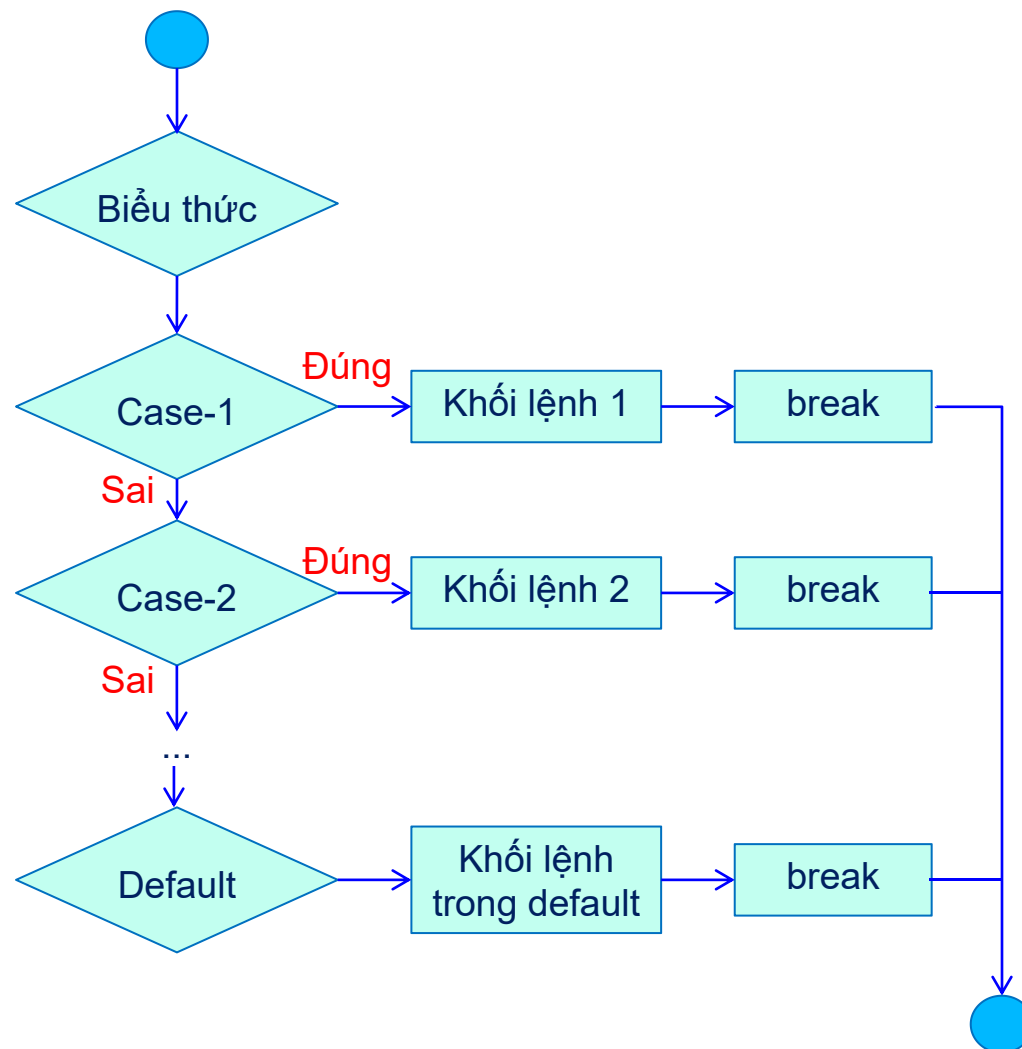 Biểu thức
Case-1
Đúng
Khối lệnh 1
break
Sai
Case-2
Đúng
Khối lệnh 2
break
Sai
...
Default
Khối lệnh
trong default
break